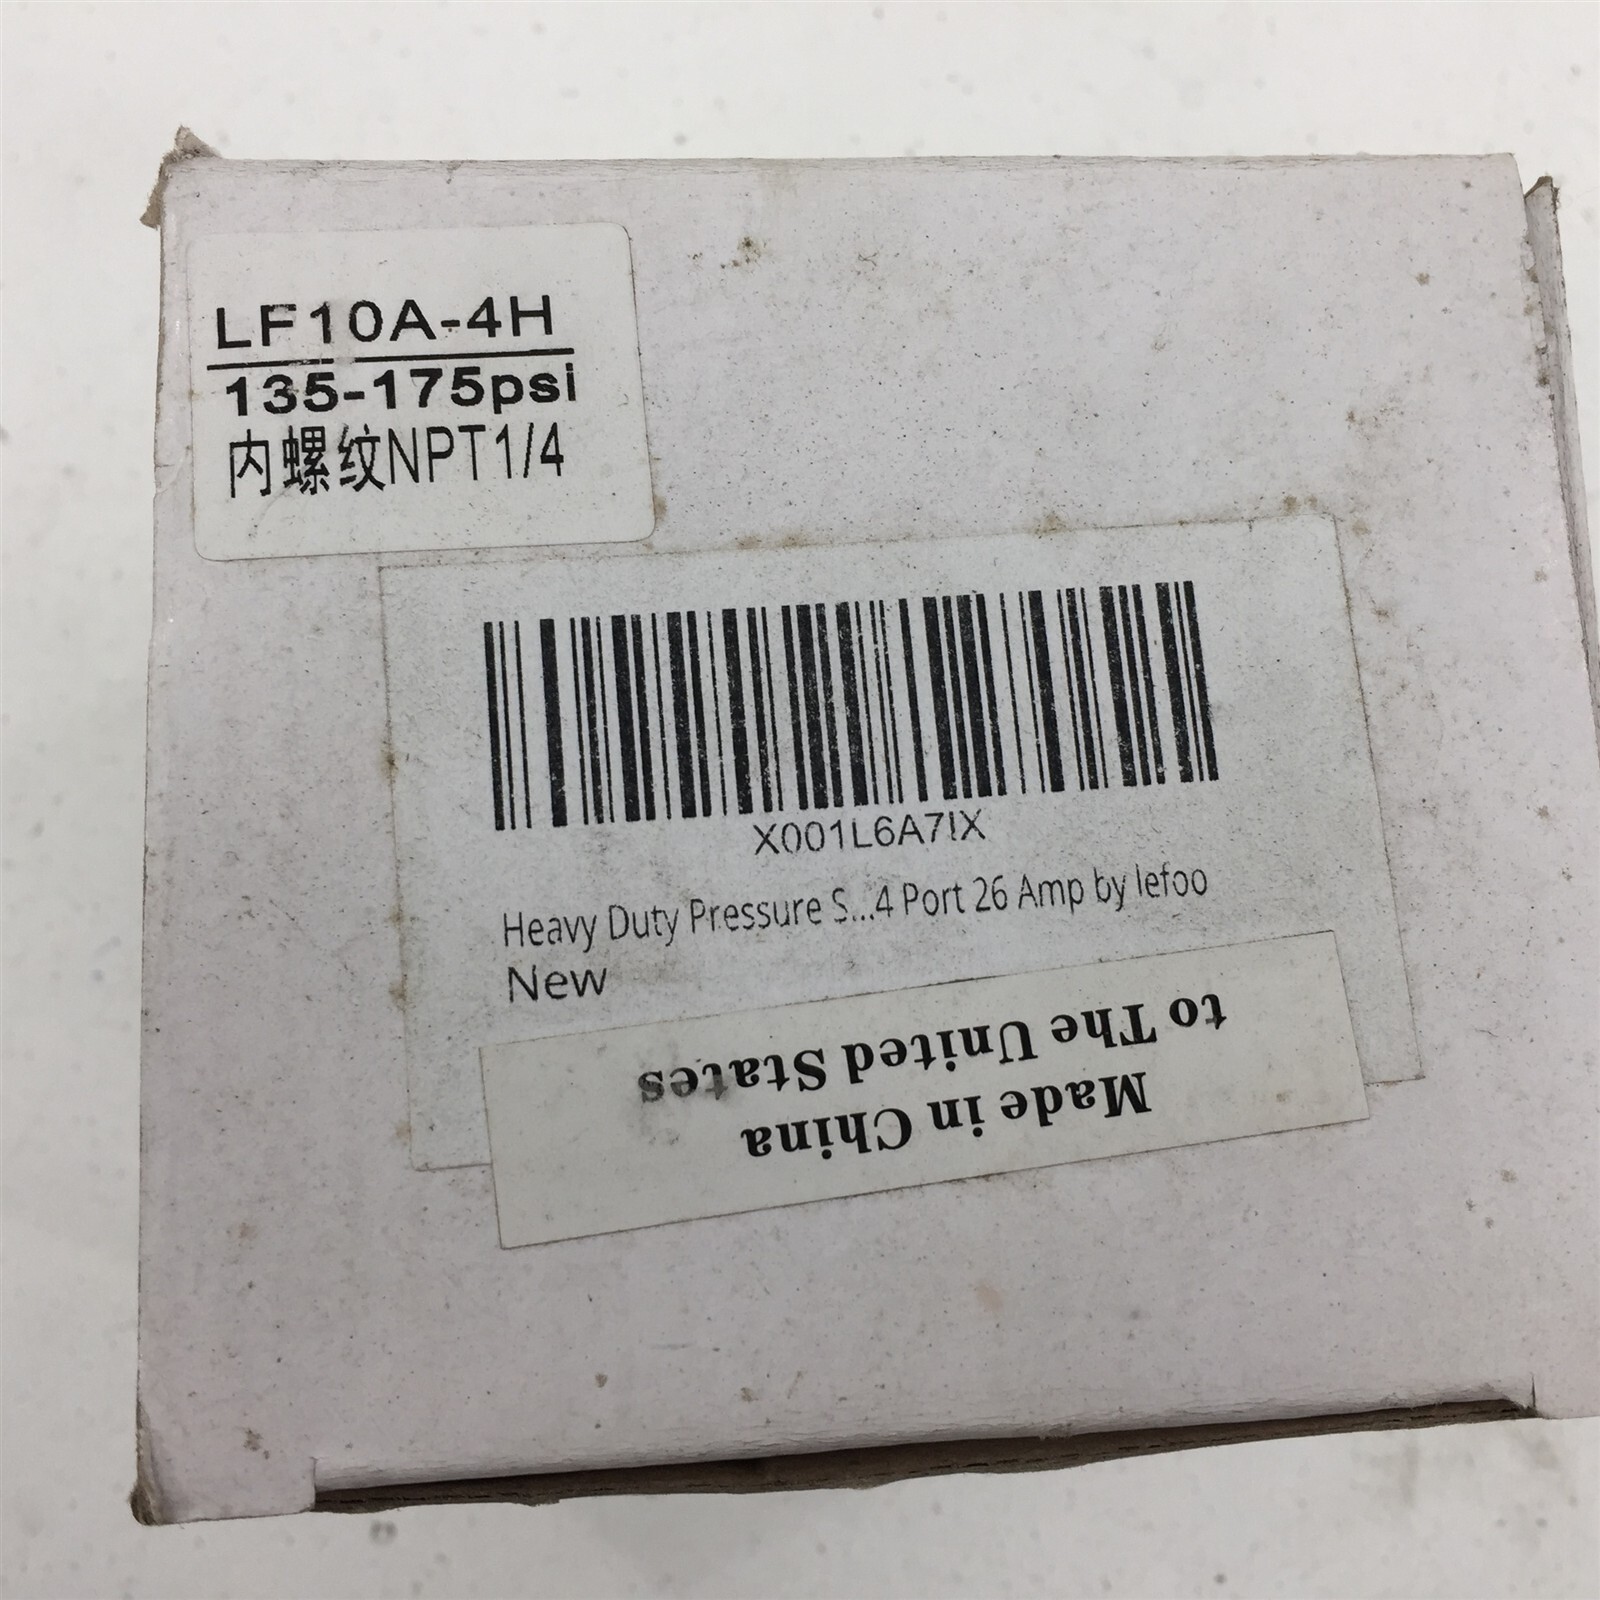 LF10A-4H
135-175psi
内螺纹NPT1/4
X001L6A7IX
Heavy Duty Pressure S...4 Port 26 Amp by lefoo
New
Made in China
to The United States